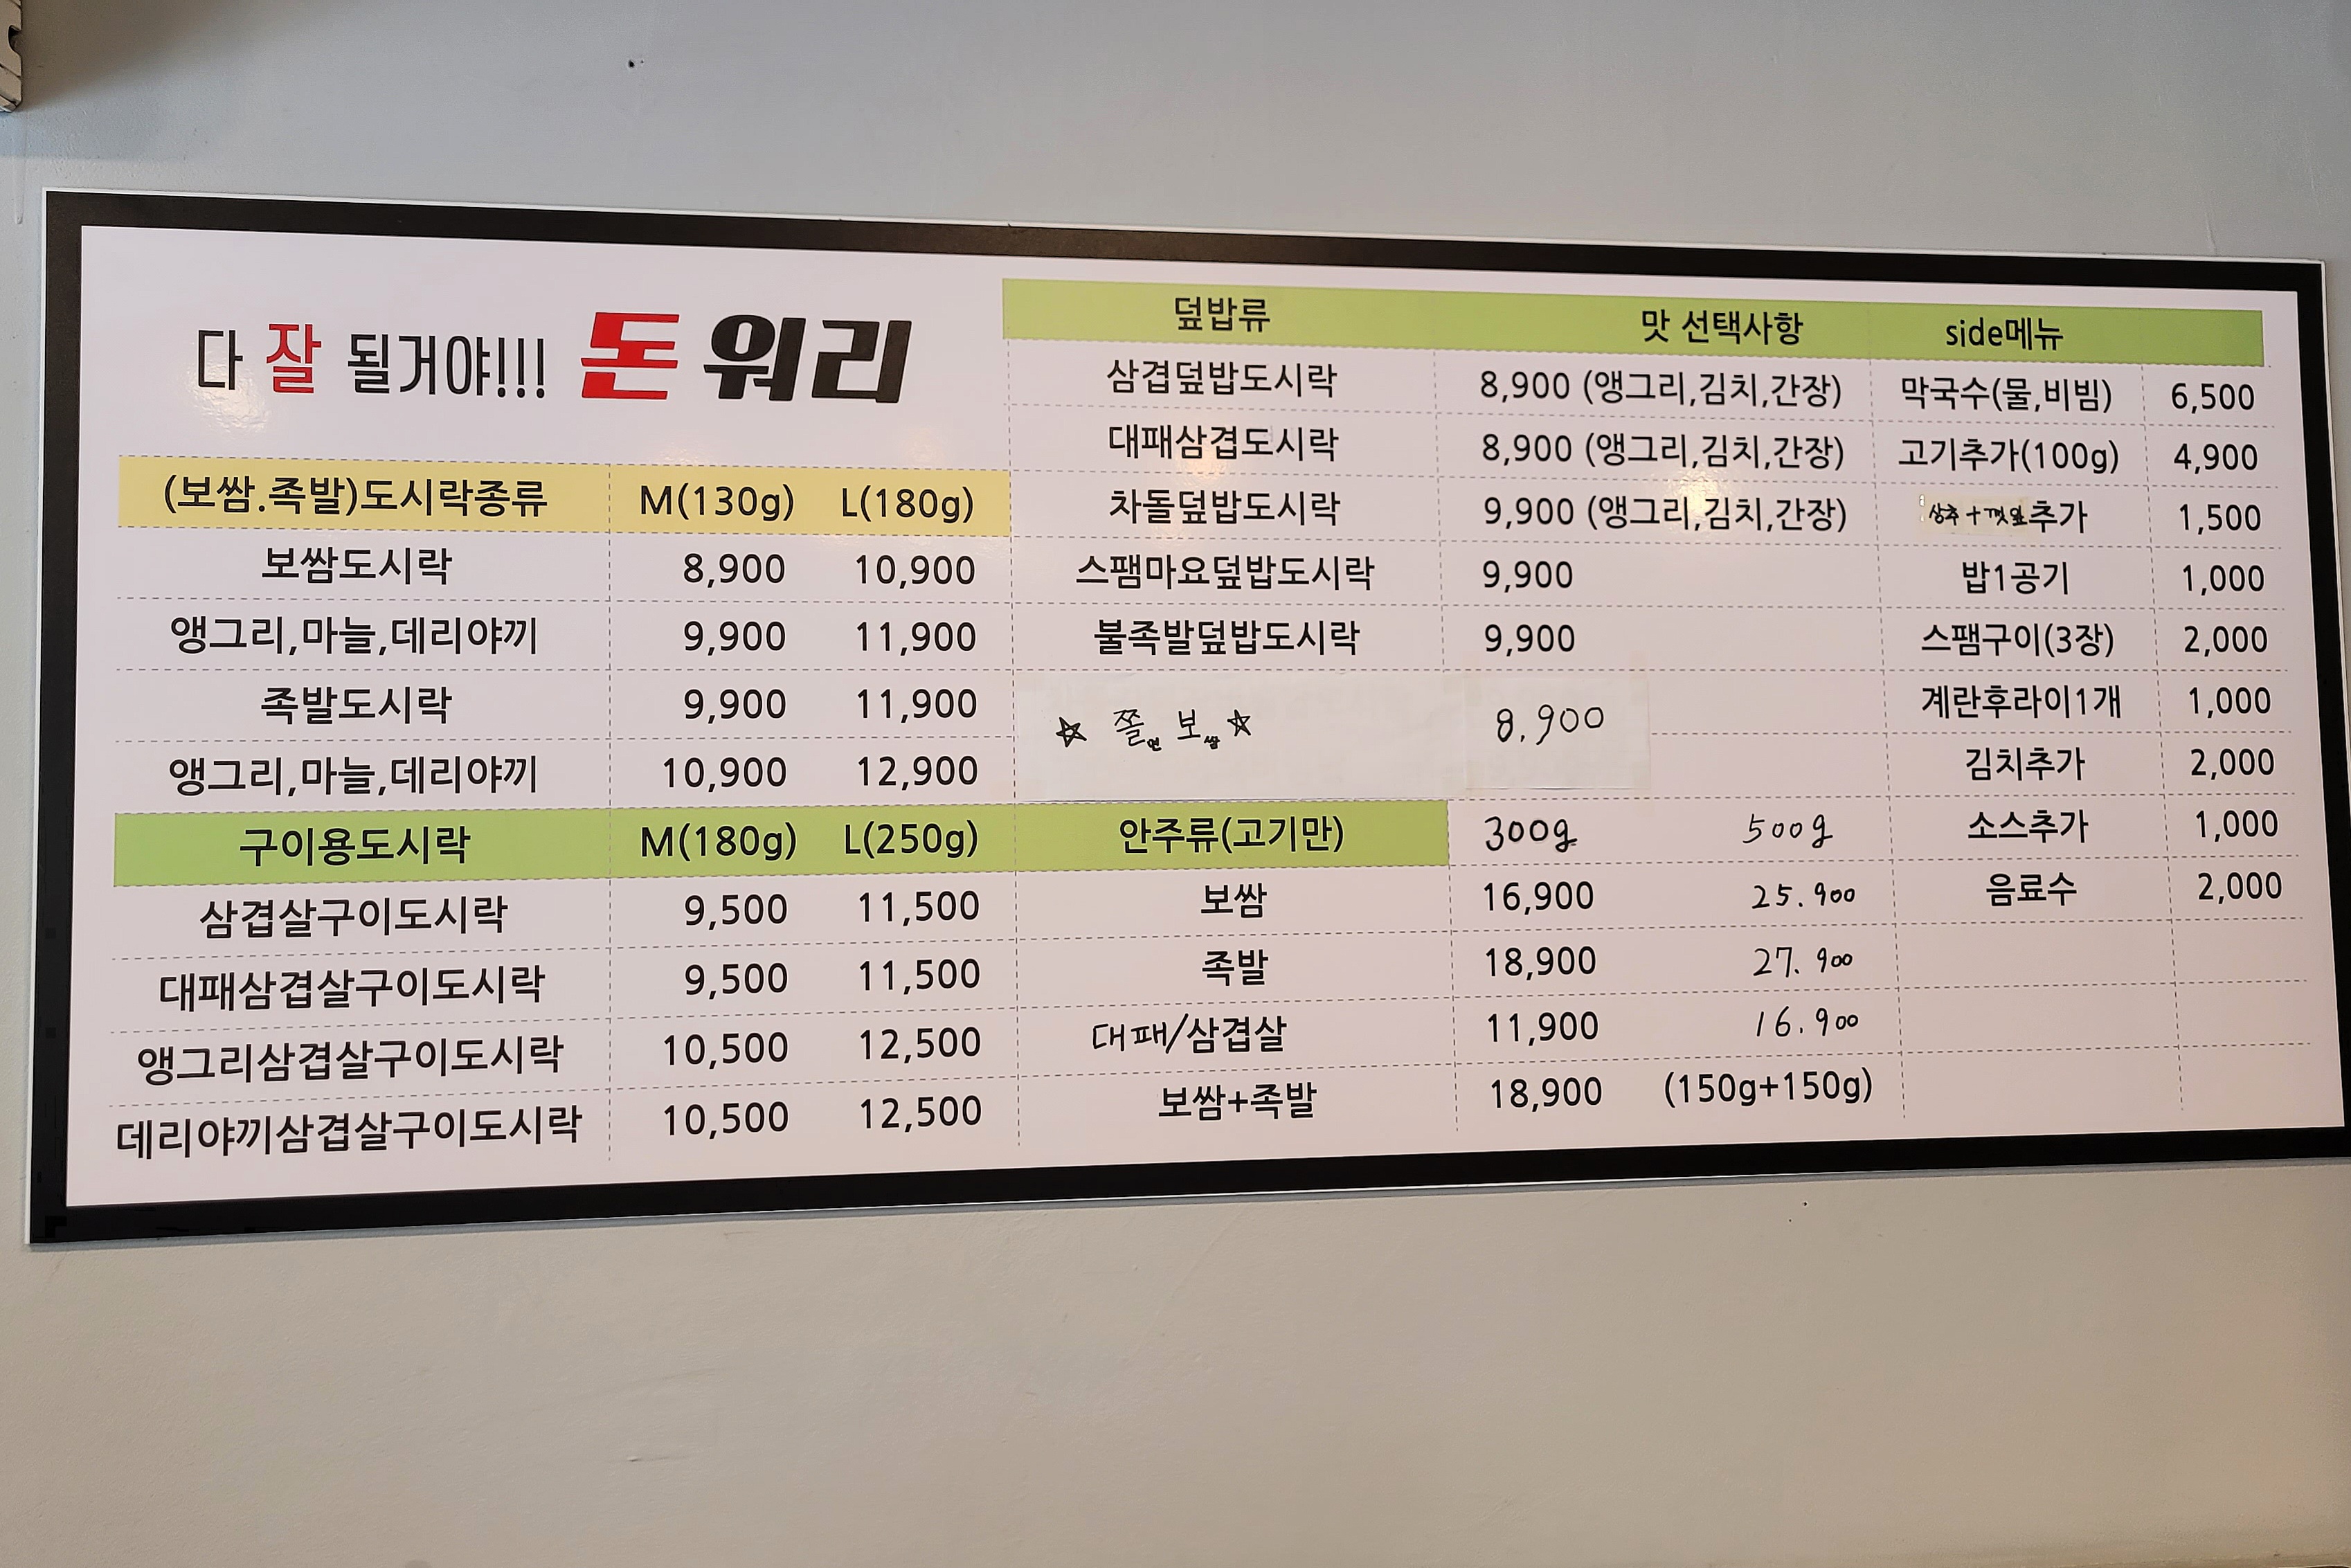 다 잘 될거야!!! 돈 워리
(보쌈.족발)도시락종류 M(130g) L(180g)
보쌈도시락 8,900 10,900
앵그리,마늘,데리야끼 9,900 11,900
족발도시락 9,900 11,900
앵그리,마늘,데리야끼 10,900 12,900
구이용도시락 M(180g) L(250g)
삼겹살구이도시락 9,500 11,500
대패삼겹살구이도시락 9,500 11,500
앵그리삼겹살구이도시락 10,500 12,500
데리야끼삼겹살구이도시락 10,500 12,500
덮밥류 맛 선택사항
삼겹덮밥도시락 8,900 (앵그리,김치,간장)
대패삼겹도시락 8,900 (앵그리,김치,간장)
차돌덮밥도시락 9,900 (앵그리,김치,간장)
스팸마요덮밥도시락 9,900
불족발덮밥도시락 9,900
☆ 쫄면 보쌈 ☆ 8.900
안주류(고기만) 300g 500g
보쌈 16,900 25.900
족발 18,900 27.900
대패/삼겹살 11,900 16.900
보쌈+족발 18,900 (150g+150g)
side메뉴
막국수(물,비빔) 6,500
고기추가(100g) 4,900
상추+깻잎추가 1,500
밥1공기 1,000
스팸구이(3장) 2,000
계란후라이1개 1,000
김치추가 2,000
소스추가 1,000
음료수 2,000